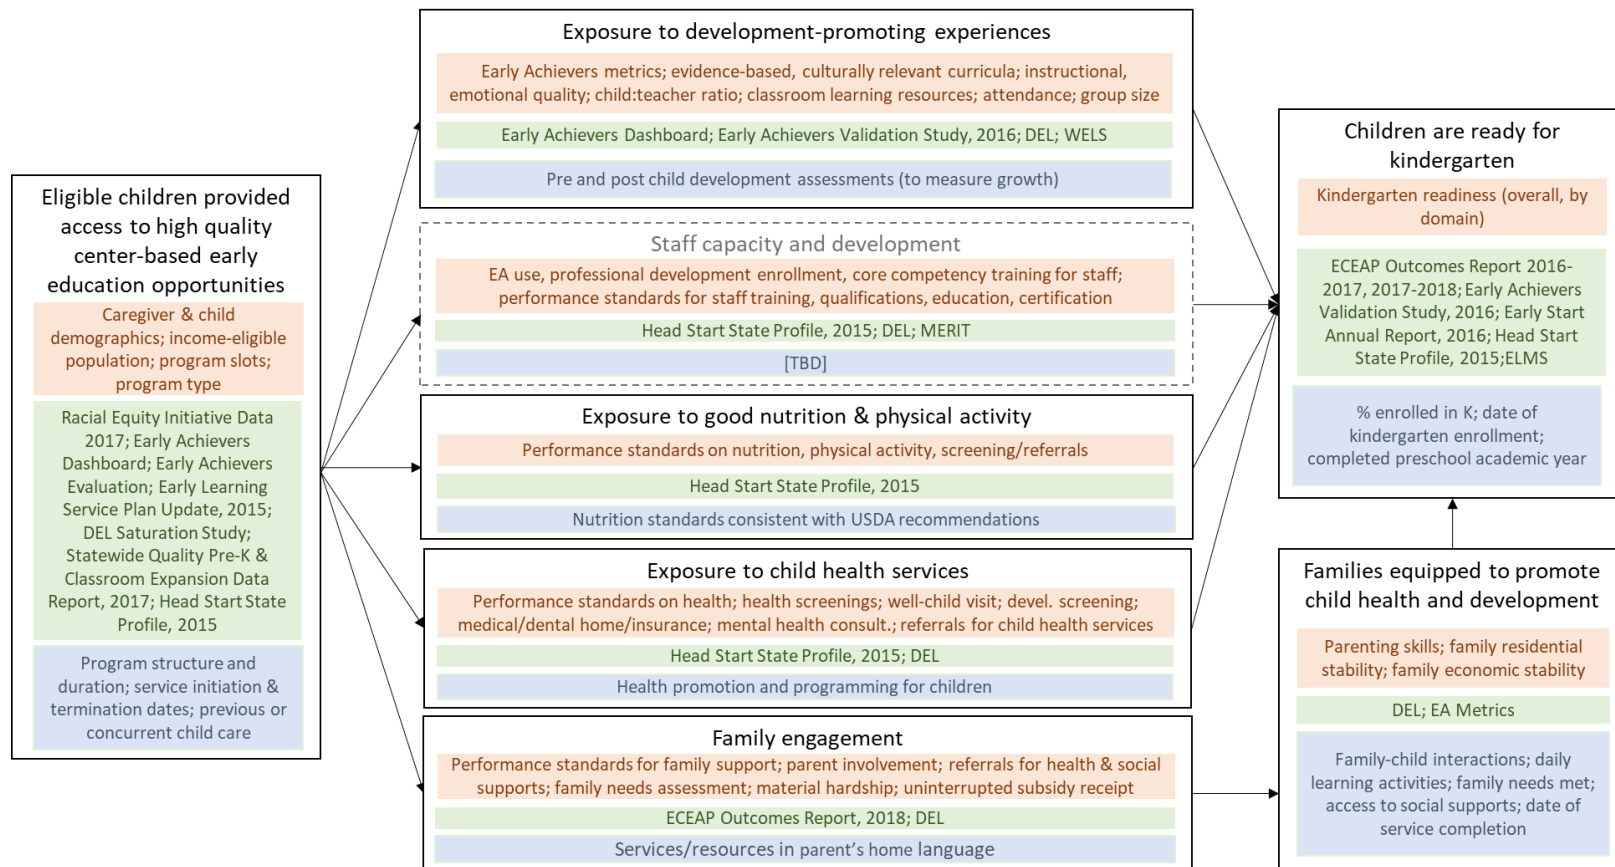 Eligible children provided
access to high quality
center-based early
education opportunities
Caregiver & child
demographics; income-eligible
population; program slots;
program type
Racial Equity Initiative Data
2017; Early Achievers
Dashboard; Early Achievers
Evaluation; Early Learning
Service Plan Update, 2015;
DEL Saturation Study;
Statewide Quality Pre-K &
Classroom Expansion Data
Report, 2017; Head Start State
Profile, 2015
Program structure and
duration; service initiation &
termination dates; previous or
concurrent child care
Exposure to development-promoting experiences
Early Achievers metrics; evidence-based, culturally relevant curricula; instructional,
emotional quality; child:teacher ratio; classroom learning resources; attendance; group size
Early Achievers Dashboard; Early Achievers Validation Study, 2016; DEL; WELS
Pre and post child development assessments (to measure growth)
Staff capacity and development
EA use, professional development enrollment, core competency training for staff;
performance standards for staff training, qualifications, education, certification
Head Start State Profile, 2015; DEL; MERIT
[TBD]
Exposure to good nutrition & physical activity
Performance standards on nutrition, physical activity, screening/referrals
Head Start State Profile, 2015
Nutrition standards consistent with USDA recommendations
Exposure to child health services
Performance standards on health; health screenings; well-child visit; devel. screening;
medical/dental home/insurance; mental health consult.; referrals for child health services
Head Start State Profile, 2015; DEL
Health promotion and programming for children
Family engagement
Performance standards for family support; parent involvement; referrals for health & social
supports; family needs assessment; material hardship; uninterrupted subsidy receipt
ECEAP Outcomes Report, 2018; DEL
Services/resources in parent's home language
Children are ready for
kindergarten
Kindergarten readiness (overall, by
domain)
ECEAP Outcomes Report 2016-
2017, 2017-2018; Early Achievers
Validation Study, 2016; Early Start
Annual Report, 2016; Head Start
State Profile, 2015;ELMS
% enrolled in K; date of
kindergarten enrollment;
completed preschool academic year
Families equipped to promote
child health and development
Parenting skills; family residential
stability; family economic stability
DEL; EA Metrics
Family-child interactions; daily
learning activities; family needs met;
access to social supports; date of
service completion